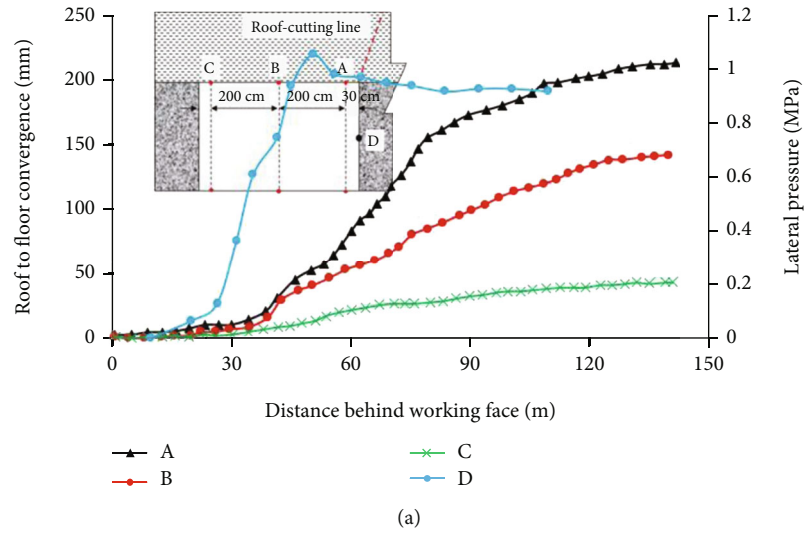 250
200
150
100
50
0
Roof to floor convergence (mm)
1.2
1
0.8
0.6
0.4
0.2
0
Lateral pressure (MPa)
Roof-cutting line
C B A
200 cm 200 cm 30 cm
D
0 30 60 90 120 150
Distance behind working face (m)
A C
B D
(a)